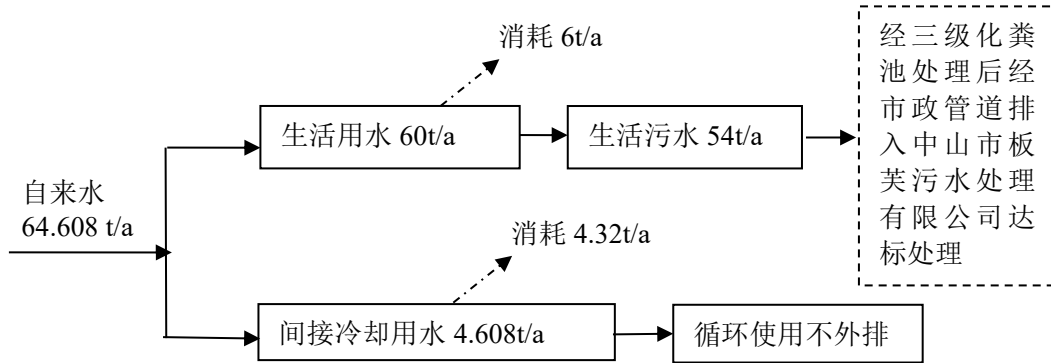 消耗 6t/a
生活用水 60t/a
生活污水 54t/a
经三级化粪
池处理后经
市政管道排
入中山市板
芙污水处理
有限公司达
标处理
自来水
64.608 t/a
消耗 4.32t/a
间接冷却用水 4.608t/a
循环使用不外排